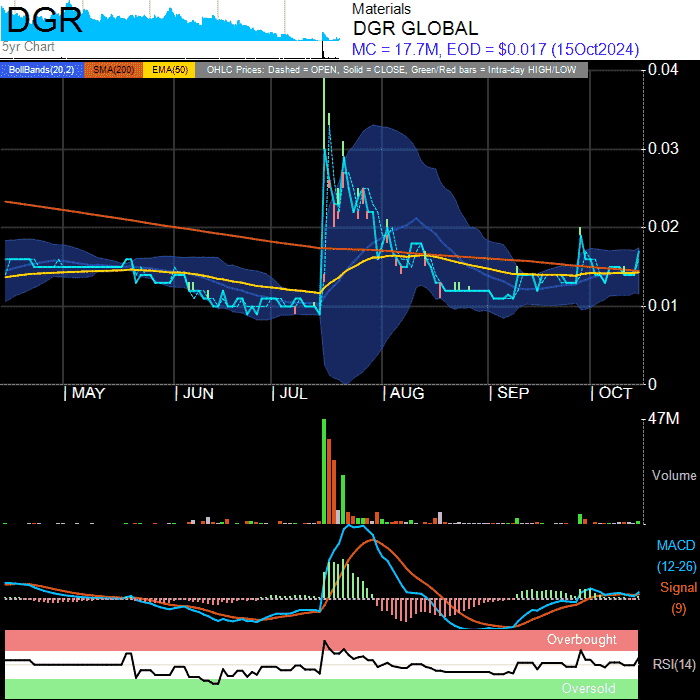 DGR
5yr Chart
Materials
DGR GLOBAL
MC = 17.7M, EOD = $0.017 (15Oct2024)
BollBands(20,2) SMA(200) EMA(50) OHLC Prices: Dashed = OPEN, Solid = CLOSE, Green/Red bars = Intra-day HIGH/LOW
0.04
0.03
0.02
0.01
0
MAY JUN JUL AUG SEP OCT
47M
Volume
MACD
(12-26)
Signal
(9)
Overbought
RSI(14)
Oversold